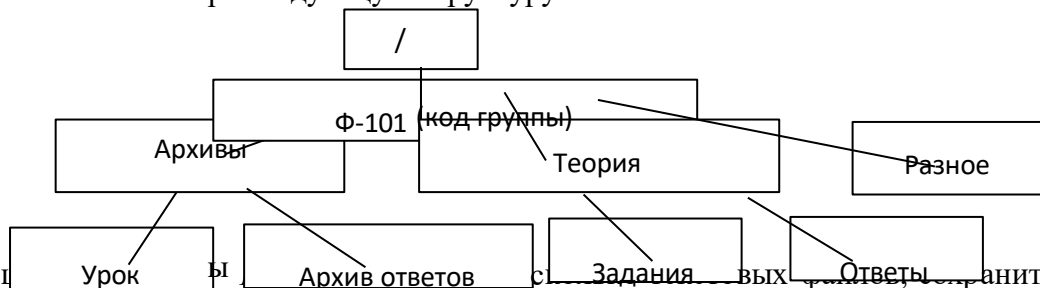 /
Ф-101 (код группы)
Архивы
Теория
Разное
Урок
Архив ответов
Задания
Ответы